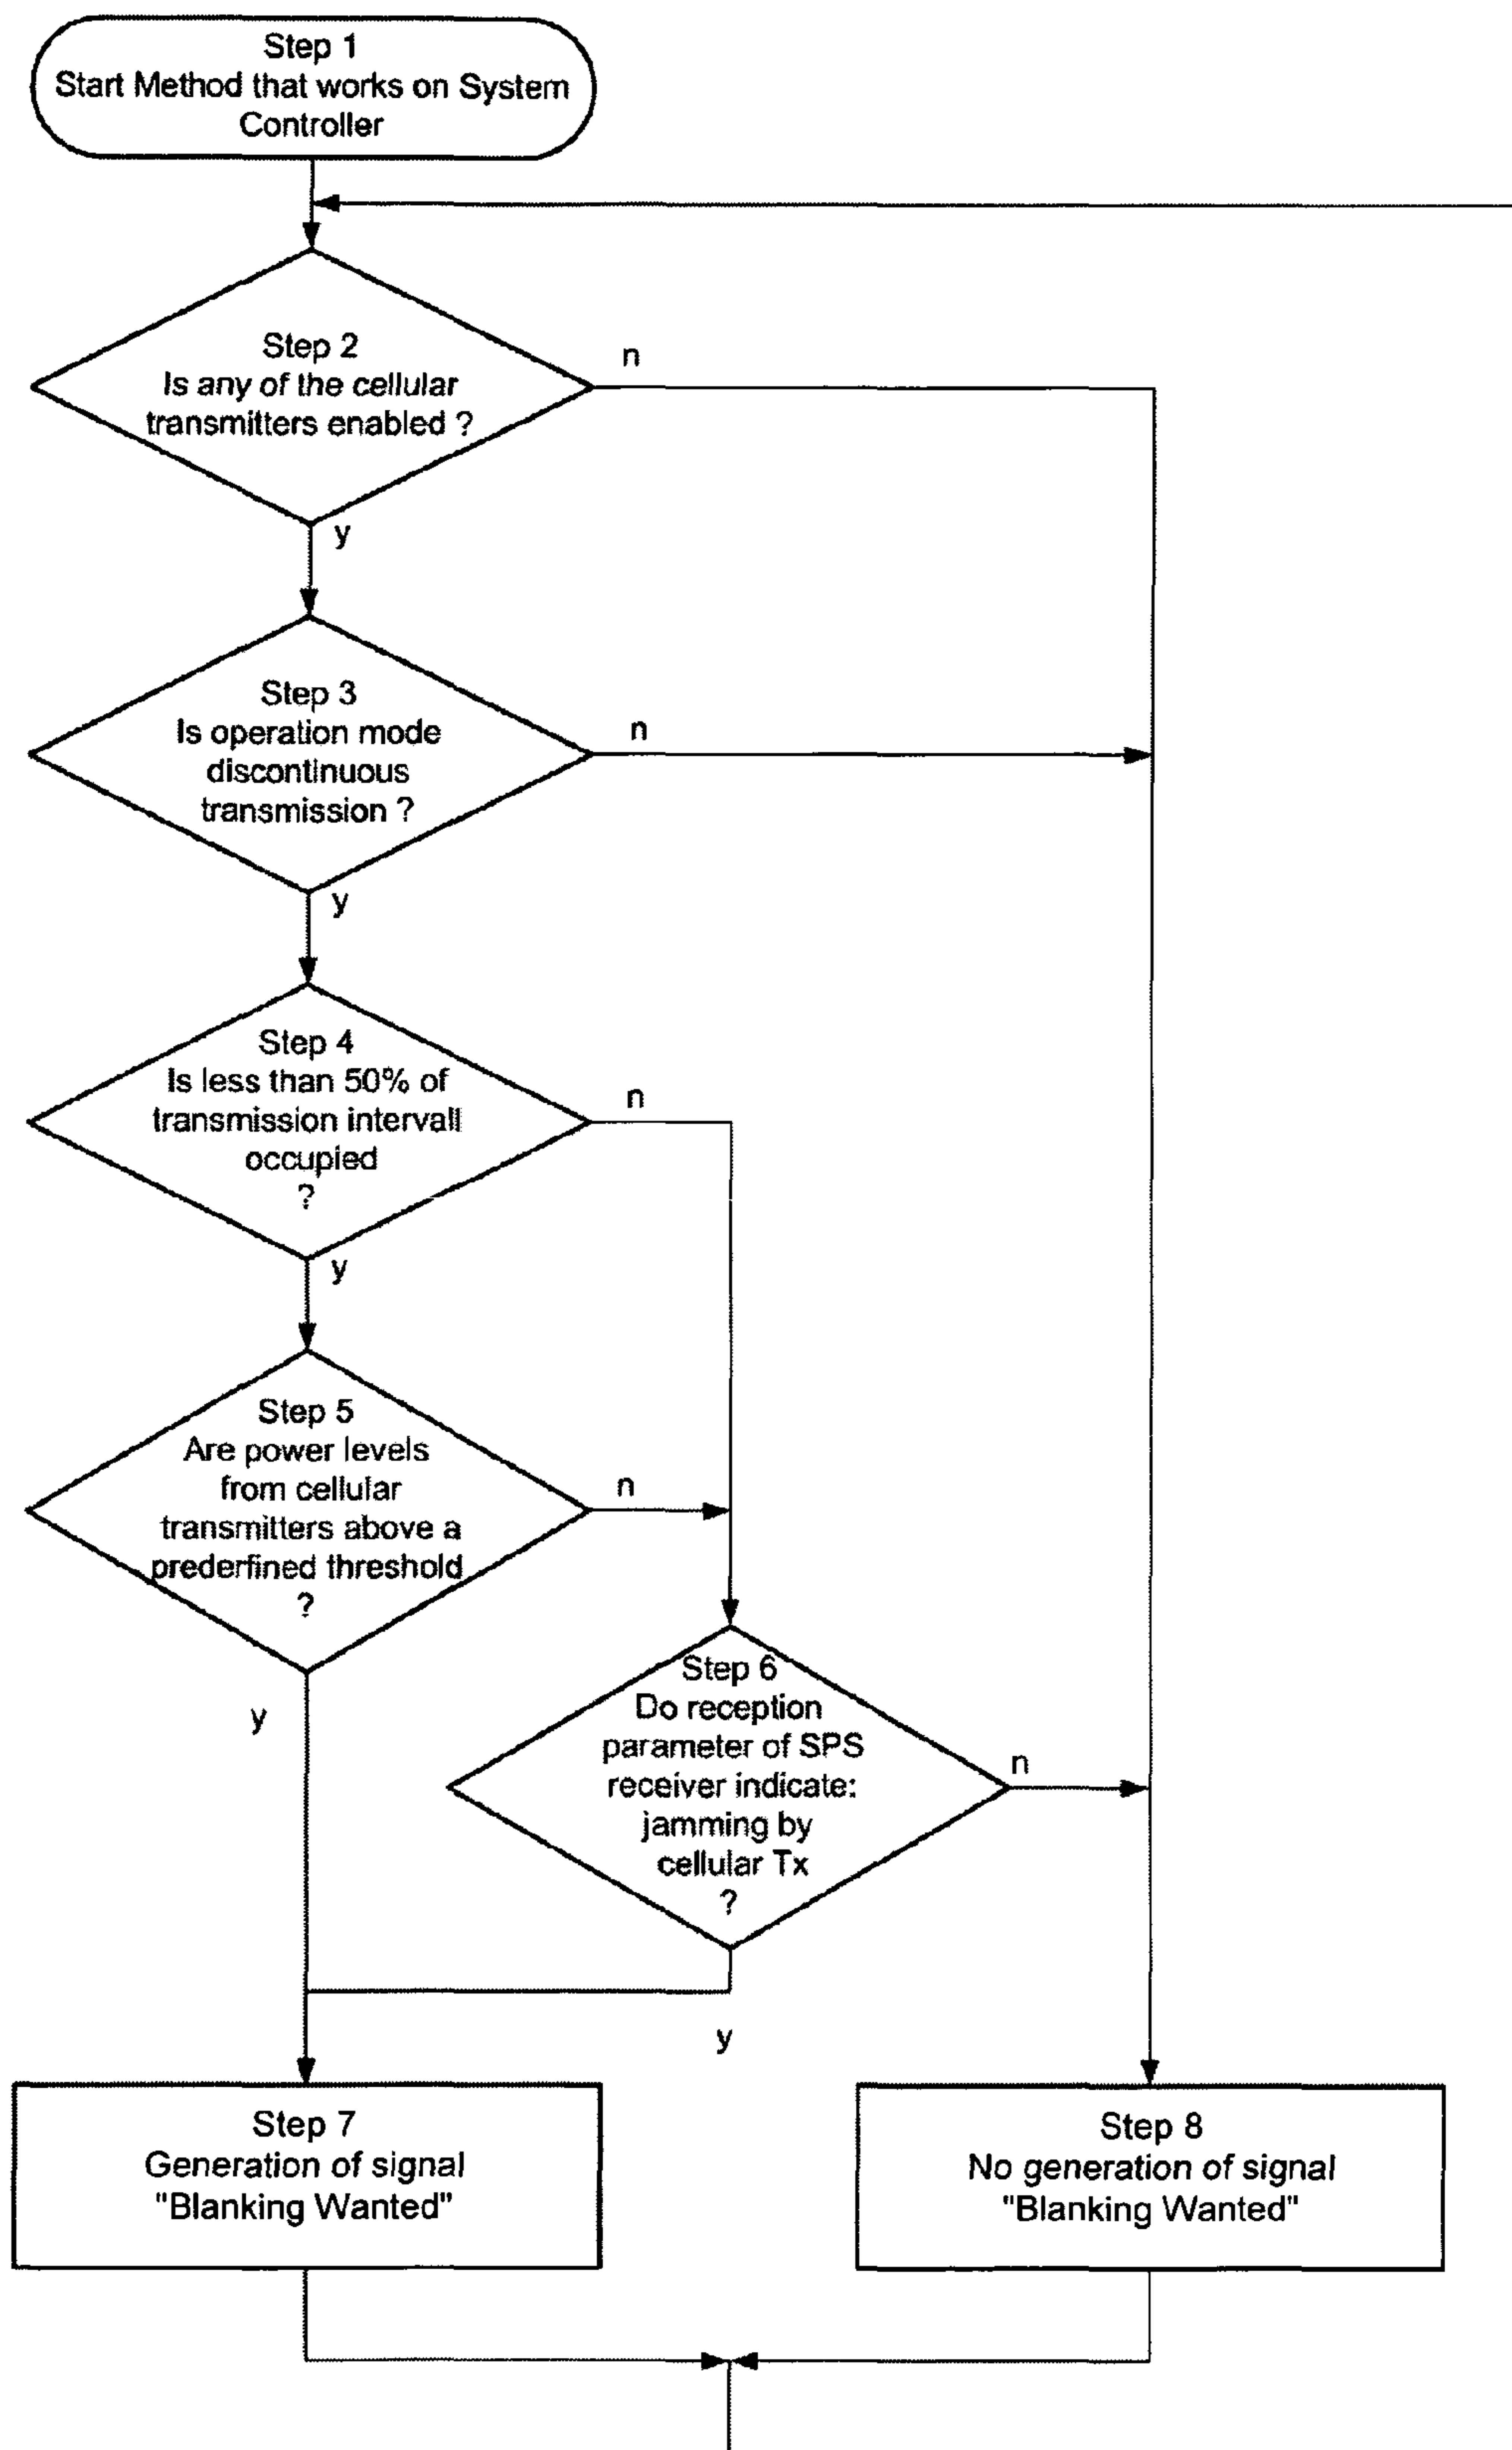 Step 1
Start Method that works on System
Controller
Step 2
Is any of the cellular
transmitters enabled ?
n
y
Step 3
Is operation mode
discontinuous
transmission ?
n
y
Step 4
Is less than 50% of
transmission intervall
occupied
?
n
y
Step 5
Are power levels
from cellular
transmitters above a
prederfined threshold
?
n
y
Step 6
Do reception
parameter of SPS
receiver indicate:
jamming by
cellular Tx
?
n
y
Step 7
Generation of signal
"Blanking Wanted"
Step 8
No generation of signal
"Blanking Wanted"